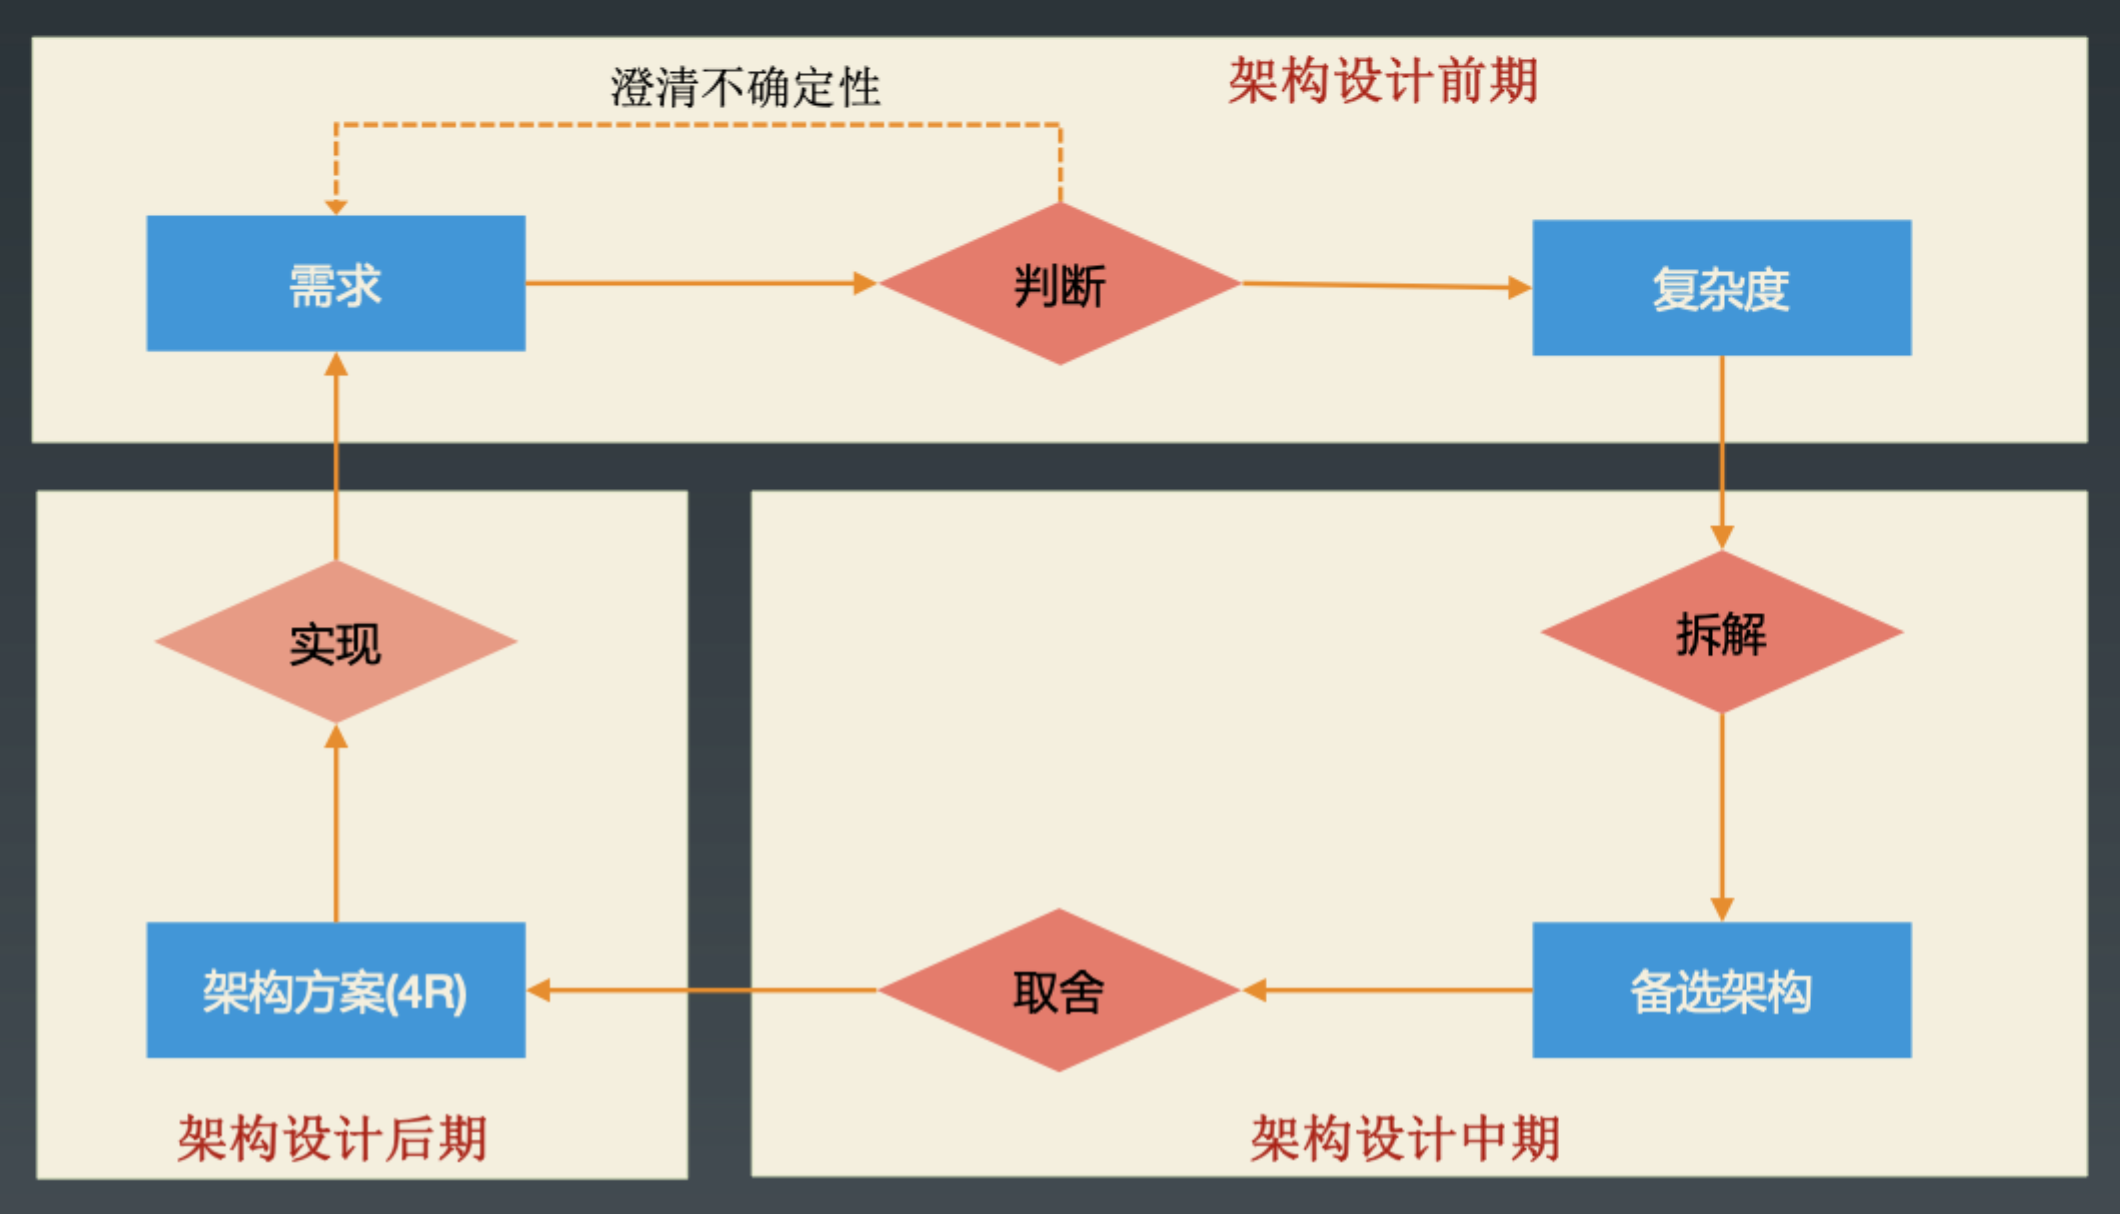 澄清不确定性
架构设计前期
需求
判断
复杂度
实现
拆解
架构方案(4R)
取舍
备选架构
架构设计后期
架构设计中期